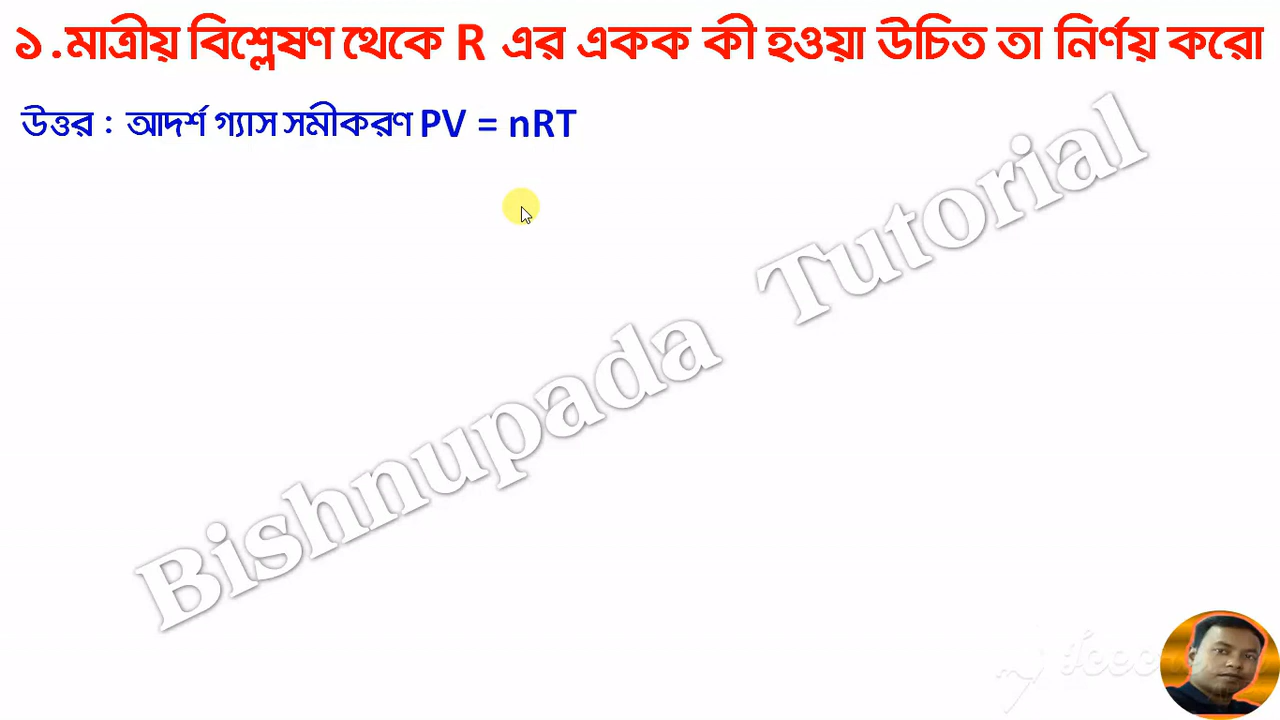 ১.মাত্রীয় বিশ্লেষণ থেকে R এর একক কী হওয়া উচিত তা নির্ণয় করো
উত্তর : আদর্শ গ্যাস সমীকরণ PV = nRT
Bishnupada Tutorial